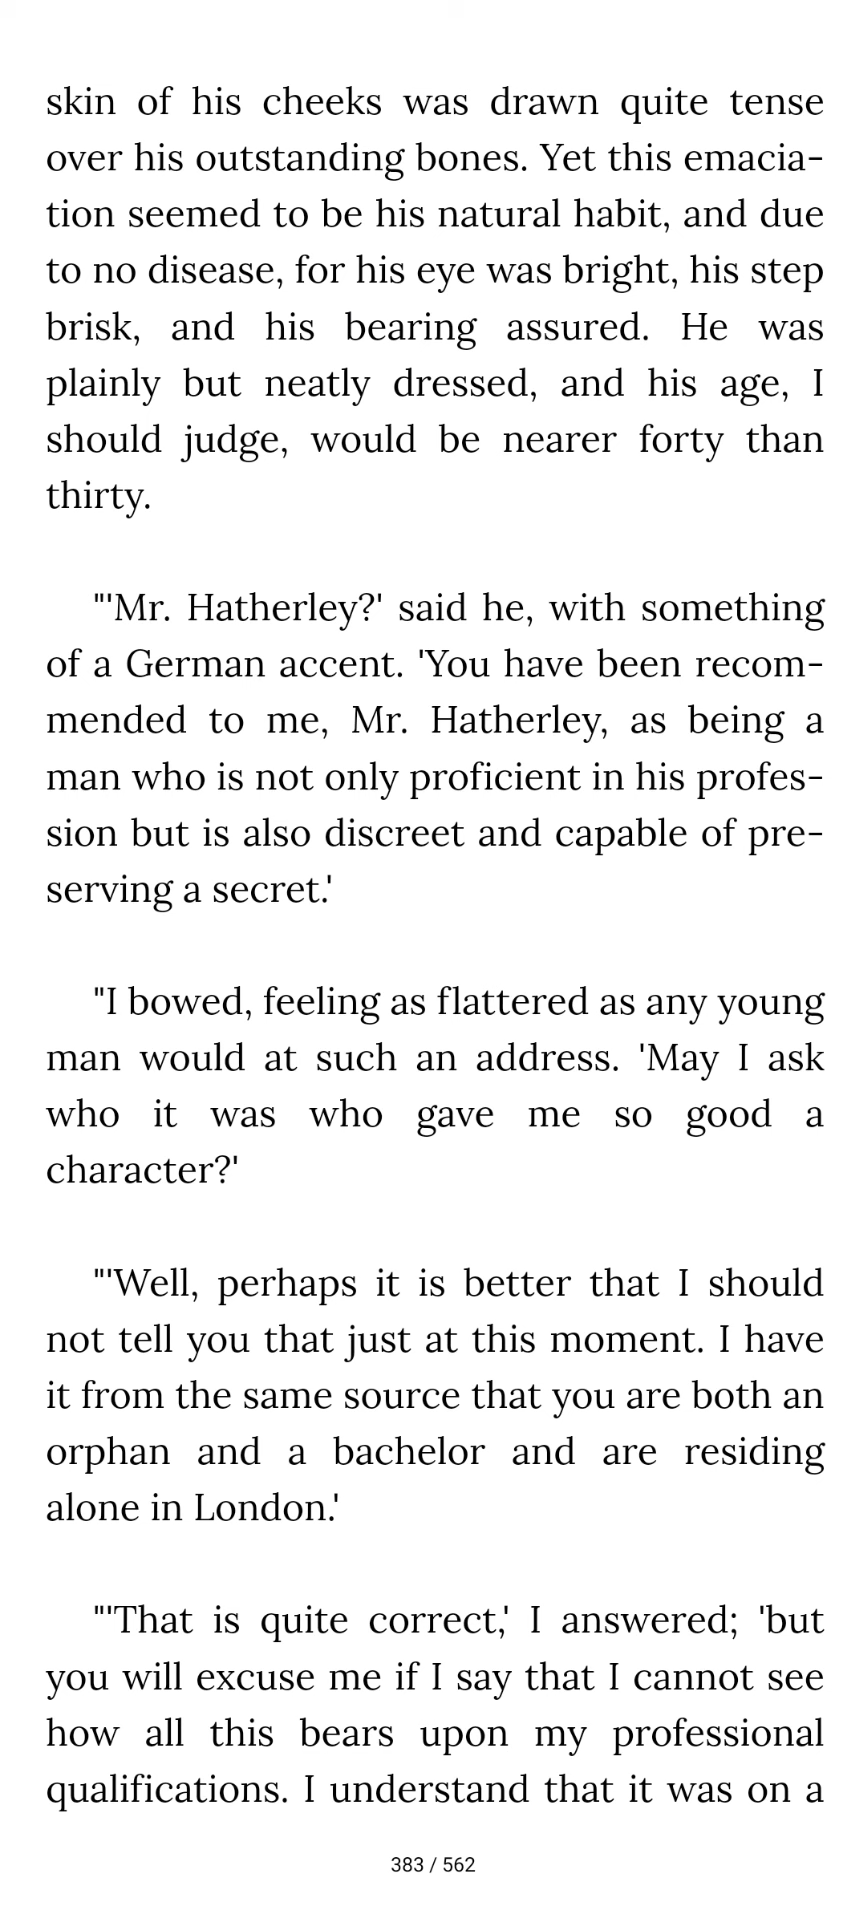 skin of his cheeks was drawn quite tense
over his outstanding bones. Yet this emacia-
tion seemed to be his natural habit, and due
to no disease, for his eye was bright, his step
brisk, and his bearing assured. He was
plainly but neatly dressed, and his age, I
should judge, would be nearer forty than
thirty.
"'Mr. Hatherley?' said he, with something
of a German accent. 'You have been recom-
mended to me, Mr. Hatherley, as being a
man who is not only proficient in his profes-
sion but is also discreet and capable of pre-
serving a secret.'
"I bowed, feeling as flattered as any young
man would at such an address. 'May I ask
who it was who gave me so good a
character?'
"'Well, perhaps it is better that I should
not tell you that just at this moment. I have
it from the same source that you are both an
orphan and a bachelor and are residing
alone in London.'
"'That is quite correct,' I answered; 'but
you will excuse me if I say that I cannot see
how all this bears upon my professional
qualifications. I understand that it was on a
383 / 562